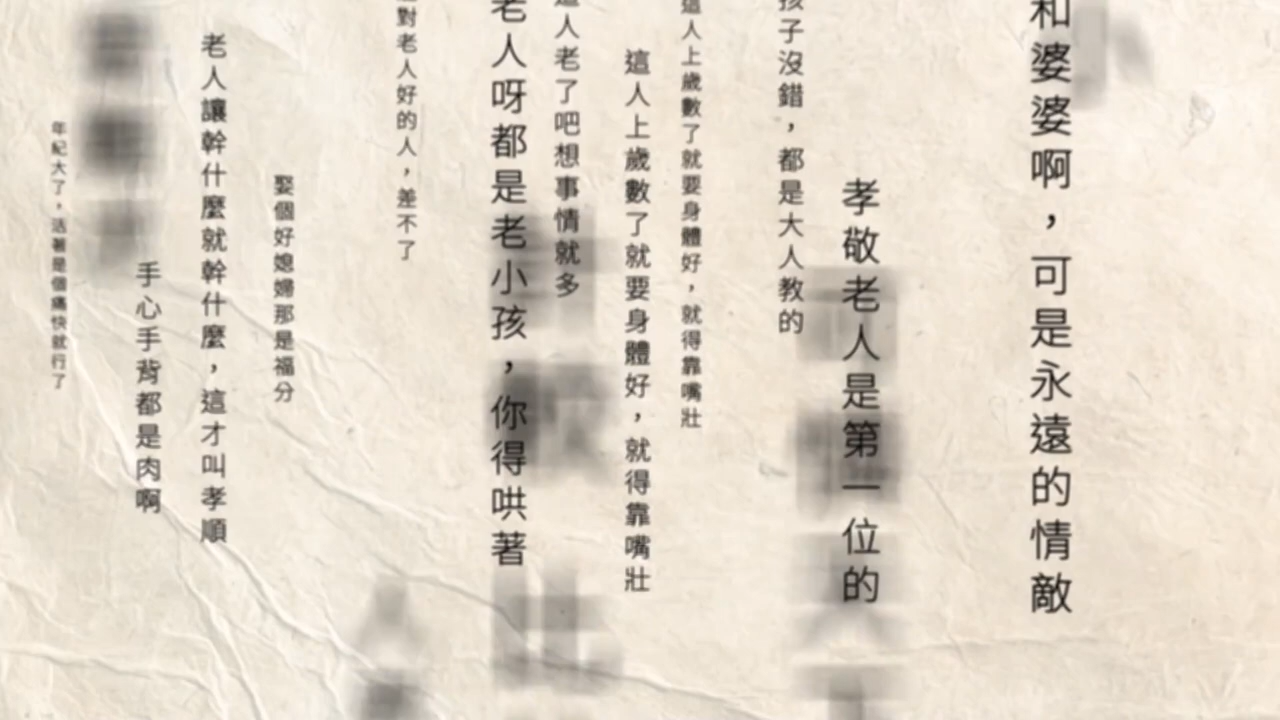 和婆婆啊，可是永遠的情敵
孝敬老人是第一位的
孩子沒錯，都是大人教的
這人上歲數了就要身體好，就得靠嘴壯
這人上歲數了就要身體好，就得靠嘴壯
這人老了吧想事情就多
老人呀都是老小孩，你得哄著
對老人好的人，差不了
娶個好媳婦那是福分
老人讓幹什麼就幹什麼，這才叫孝順
手心手背都是肉啊
年紀大了，活著是個痛快就行了